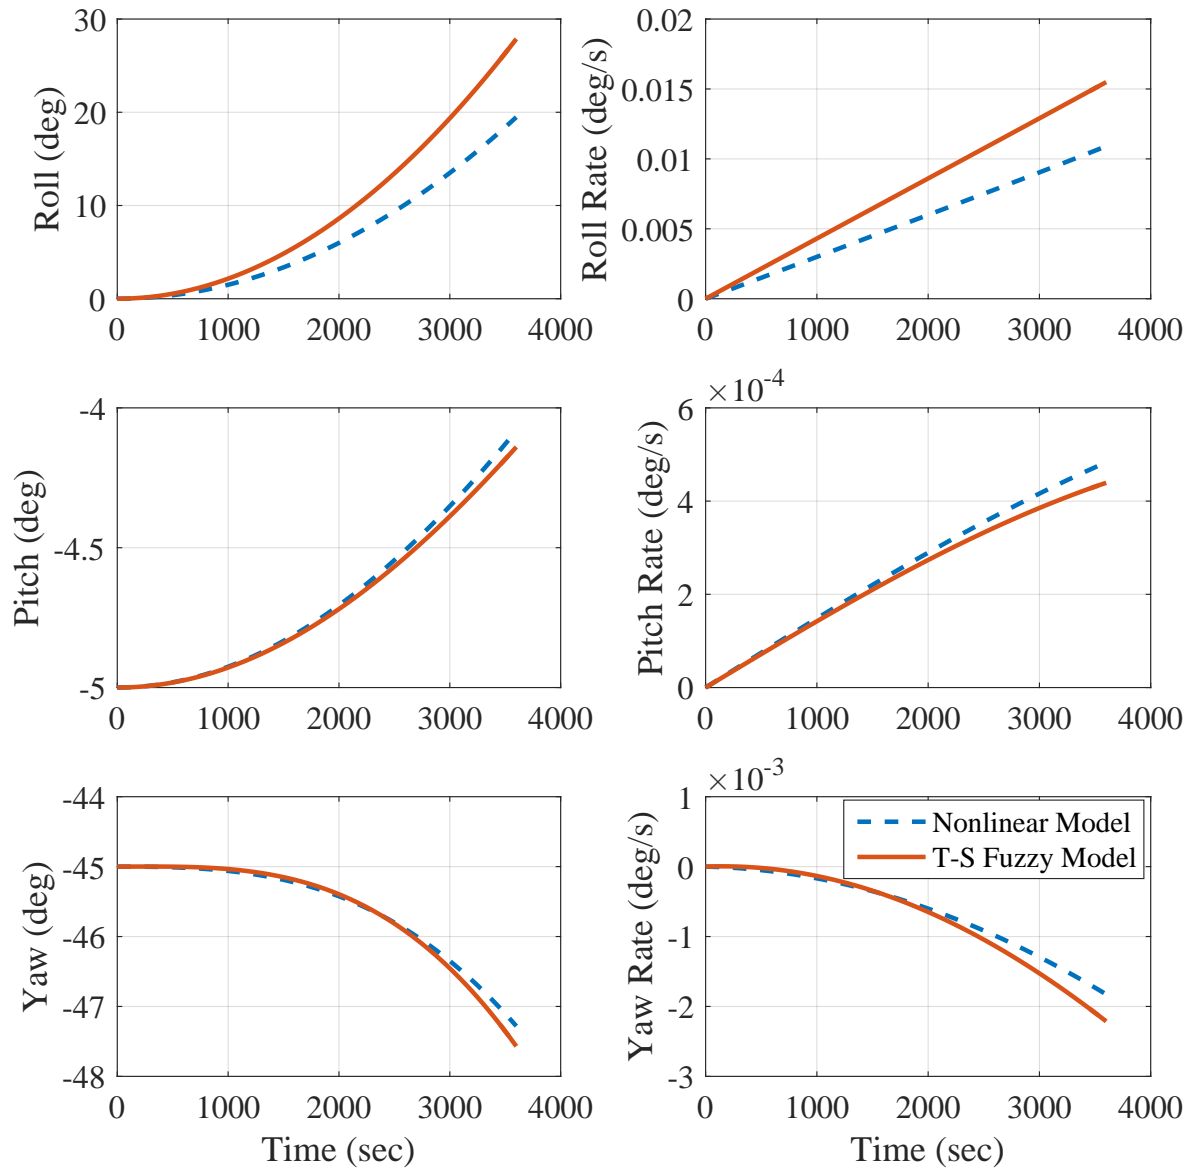 30
20
10
0
Roll (deg)
0 1000 2000 3000 4000
0.02
0.015
0.01
0.005
0
Roll Rate (deg/s)
0 1000 2000 3000 4000
-4
-4.5
-5
Pitch (deg)
0 1000 2000 3000 4000
×10-4
6
4
2
0
Pitch Rate (deg/s)
0 1000 2000 3000 4000
-44
-45
-46
-47
-48
Yaw (deg)
0 1000 2000 3000 4000
Time (sec)
×10-3
1
0
-1
-2
-3
Yaw Rate (deg/s)
Nonlinear Model
T-S Fuzzy Model
0 1000 2000 3000 4000
Time (sec)